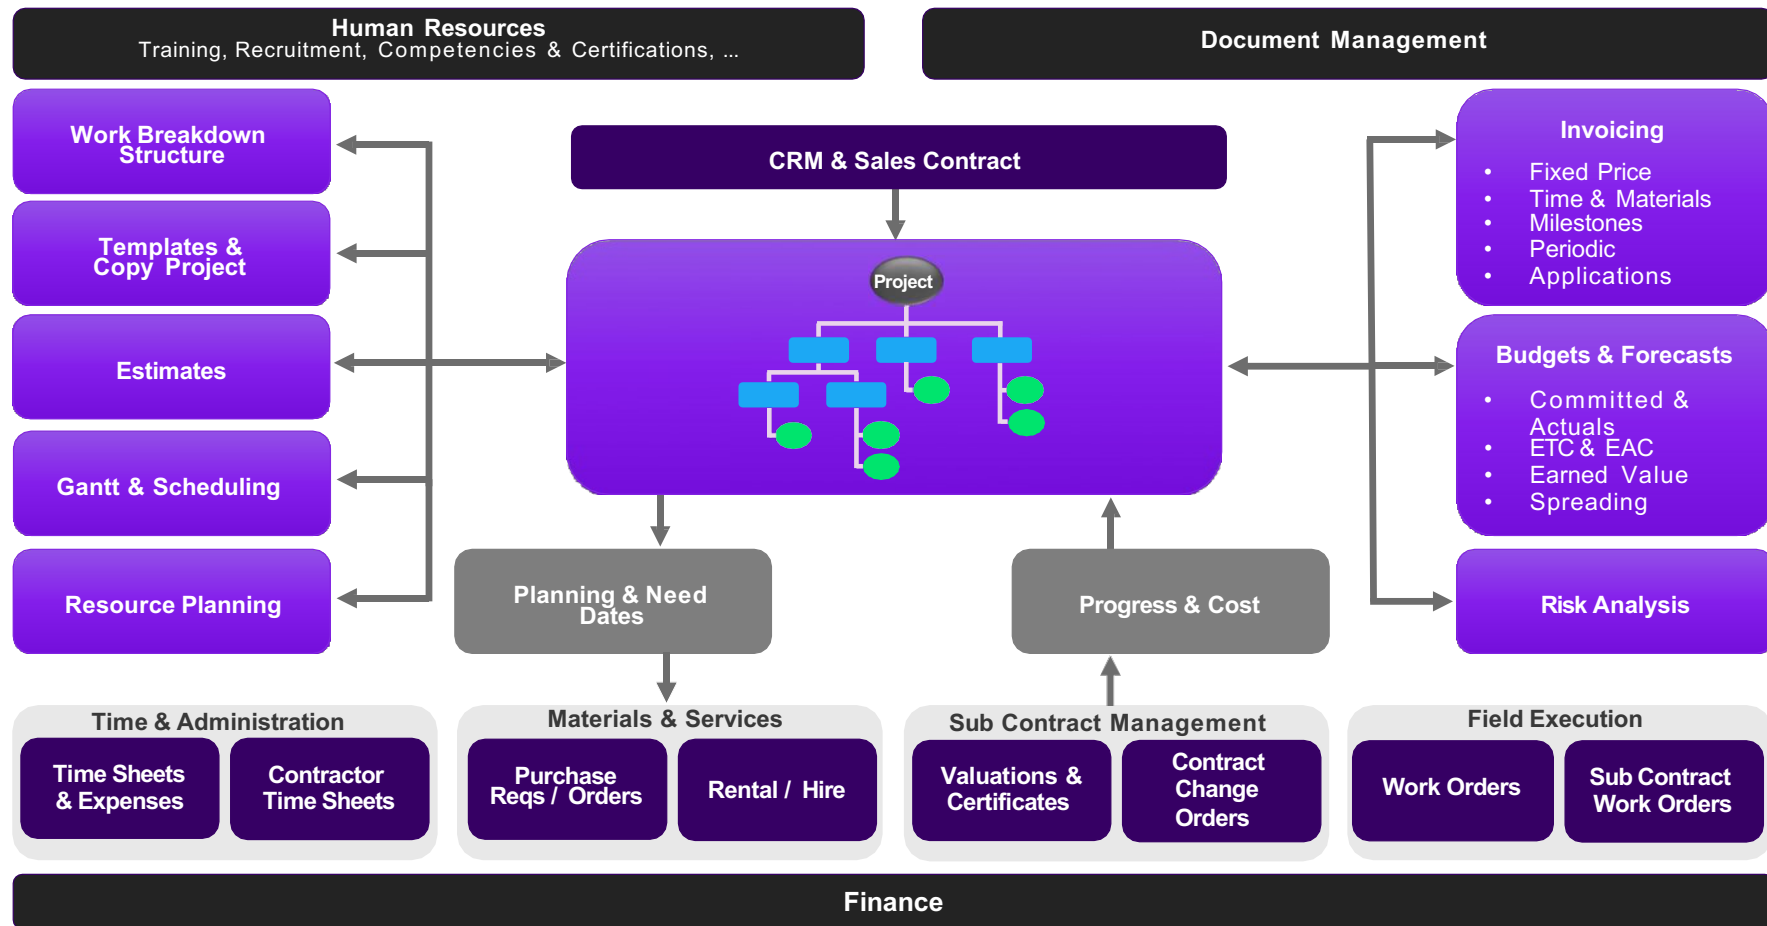 Human Resources
Training, Recruitment, Competencies & Certifications, ...
Document Management
Work Breakdown
Structure
Templates &
Copy Project
Estimates
Gantt & Scheduling
Resource Planning
CRM & Sales Contract
Project
Planning & Need
Dates
Progress & Cost
Invoicing
• Fixed Price
• Time & Materials
• Milestones
• Periodic
• Applications
Budgets & Forecasts
• Committed &
Actuals
• ETC & EAC
• Earned Value
• Spreading
Risk Analysis
Time & Administration
Time Sheets
& Expenses
Contractor
Time Sheets
Materials & Services
Purchase
Reqs / Orders
Rental / Hire
Sub Contract Management
Valuations &
Certificates
Contract
Change
Orders
Field Execution
Work Orders
Sub Contract
Work Orders
Finance